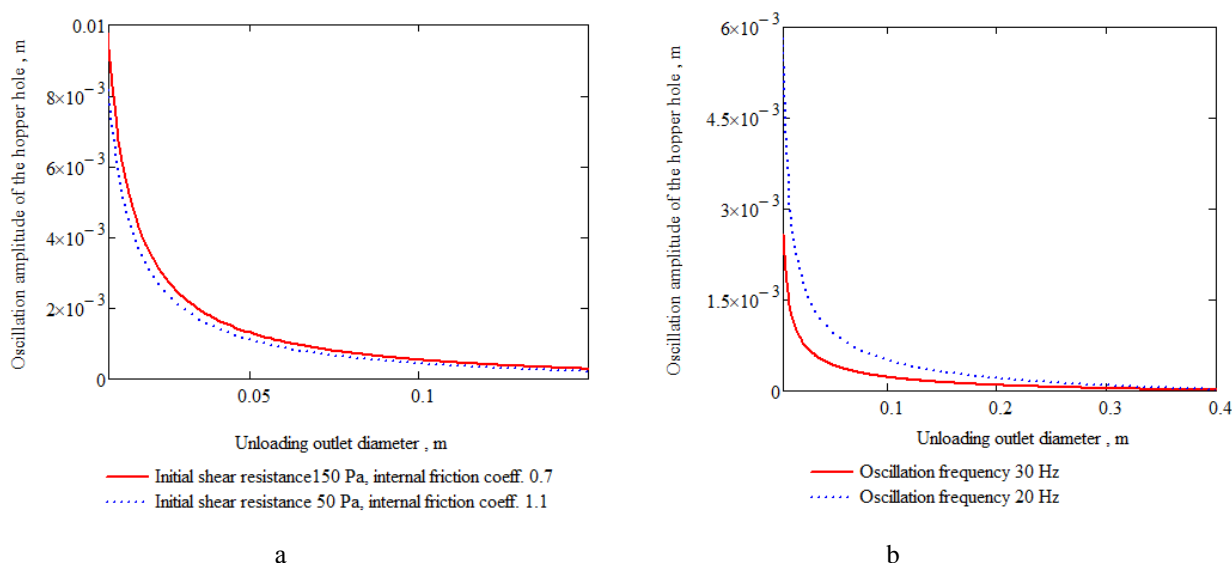 Oscillation amplitude of the hopper hole , m
0.01
8×10⁻³
6×10⁻³
4×10⁻³
2×10⁻³
0
0.05
0.1
Unloading outlet diameter , m
Initial shear resistance150 Pa, internal friction coeff. 0.7
Initial shear resistance 50 Pa, internal friction coeff. 1.1
a
Oscillation amplitude of the hopper hole , m
6×10⁻³
4.5×10⁻³
3×10⁻³
1.5×10⁻³
0
0.1
0.2
0.3
0.4
Unloading outlet diameter , m
Oscillation frequency 30 Hz
Oscillation frequency 20 Hz
b